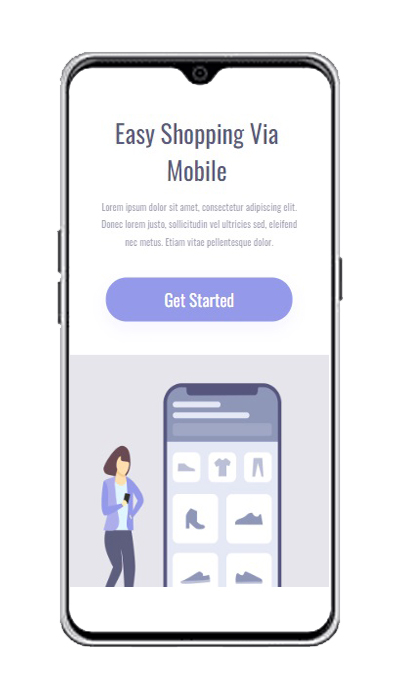 Easy Shopping Via
Mobile
Lorem ipsum dolor sit amet, consectetur adipiscing elit.
Donec lorem justo, sollicitudin vel ultricies sed, eleifend
nec metus. Etiam vitae pellentesque dolor.
Get Started